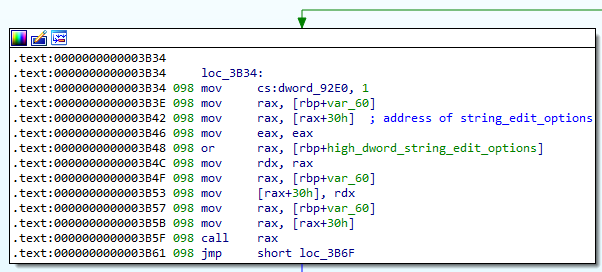 .text:0000000000003B34
.text:0000000000003B34 loc_3B34:
.text:0000000000003B34 098 mov cs:dword_92E0, 1
.text:0000000000003B3E 098 mov rax, [rbp+var_60]
.text:0000000000003B42 098 mov rax, [rax+30h] ; address of string_edit_options
.text:0000000000003B46 098 mov eax, eax
.text:0000000000003B48 098 or rax, [rbp+high_dword_string_edit_options]
.text:0000000000003B4C 098 mov rdx, rax
.text:0000000000003B4F 098 mov rax, [rbp+var_60]
.text:0000000000003B53 098 mov [rax+30h], rdx
.text:0000000000003B57 098 mov rax, [rbp+var_60]
.text:0000000000003B5B 098 mov rax, [rax+30h]
.text:0000000000003B5F 098 call rax
.text:0000000000003B61 098 jmp short loc_3B6F